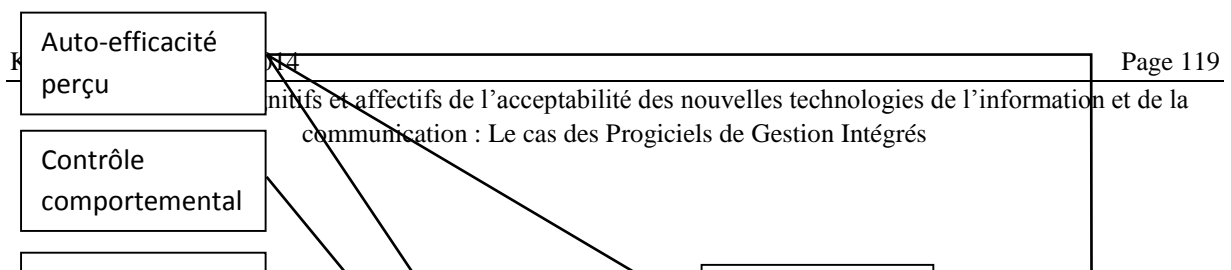 Auto-efficacité
perçu
14 Page 119
et affectifs de l'acceptabilité des nouvelles technologies de l'information et de la
communication : Le cas des Progiciels de Gestion Intégrés
Contrôle
comportemental